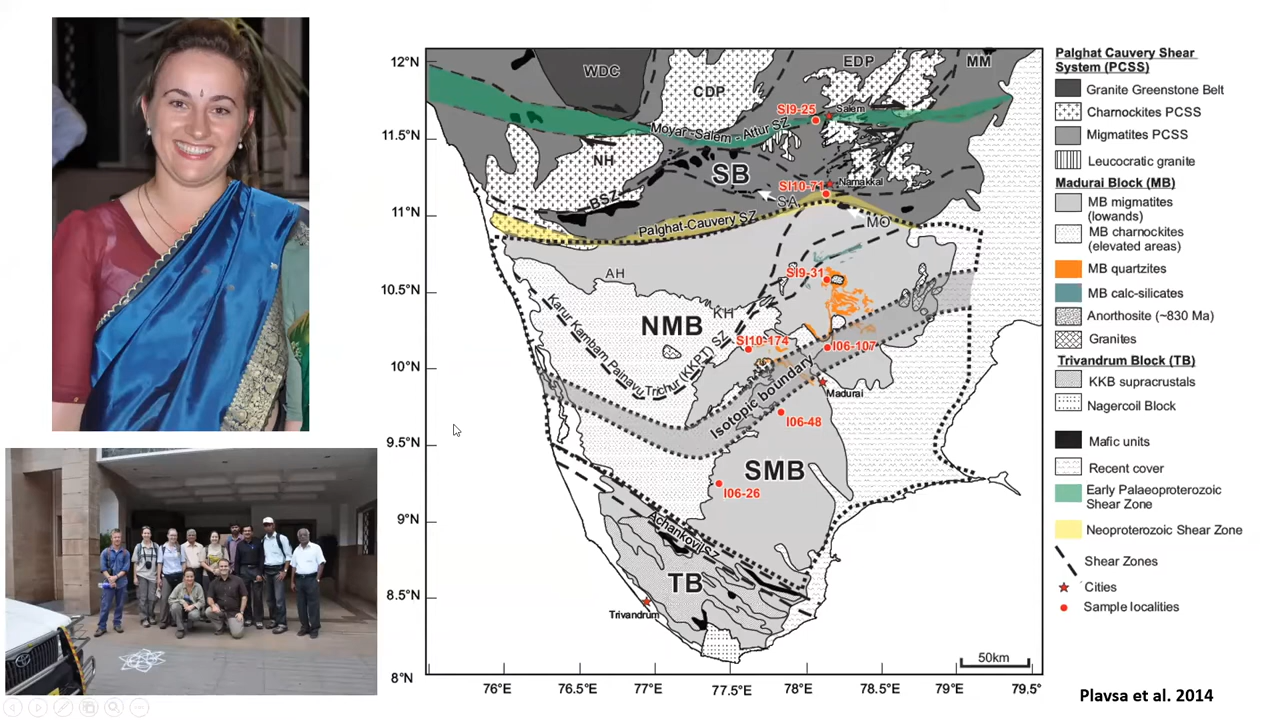 12°N
11.5°N
11°N
10.5°N
10°N
9.5°N
9°N
8.5°N
8°N
76°E
76.5°E
77°E
77.5°E
78°E
78.5°E
79°E
79.5°
WDC
CDP
EDP
MM
SI9-25
Salem
Moyar-Salem-Attur SZ
NH
SB
SI10-71
Namakkal
BSZ
SA
Palghat-Cauvery SZ
MO
AH
SI9-31
Karur Kambam Painavu Trichur (KKPT) SZ
NMB
KH
SI10-174
I06-107
Isotopic boundary
Madurai
I06-48
SMB
I06-26
Achankovil SZ
TB
Trivandrum
50km
Palghat Cauvery Shear
System (PCSS)
Granite Greenstone Belt
Charnockites PCSS
Migmatites PCSS
Leucocratic granite
Madurai Block (MB)
MB migmatites
(lowands)
MB charnockites
(elevated areas)
MB quartzites
MB calc-silicates
Anorthosite (~830 Ma)
Granites
Trivandrum Block (TB)
KKB supracrustals
Nagercoil Block
Mafic units
Recent cover
Early Palaeoproterozoic
Shear Zone
Neoproterozoic Shear Zone
Shear Zones
Cities
Sample localities
Plavsa et al. 2014